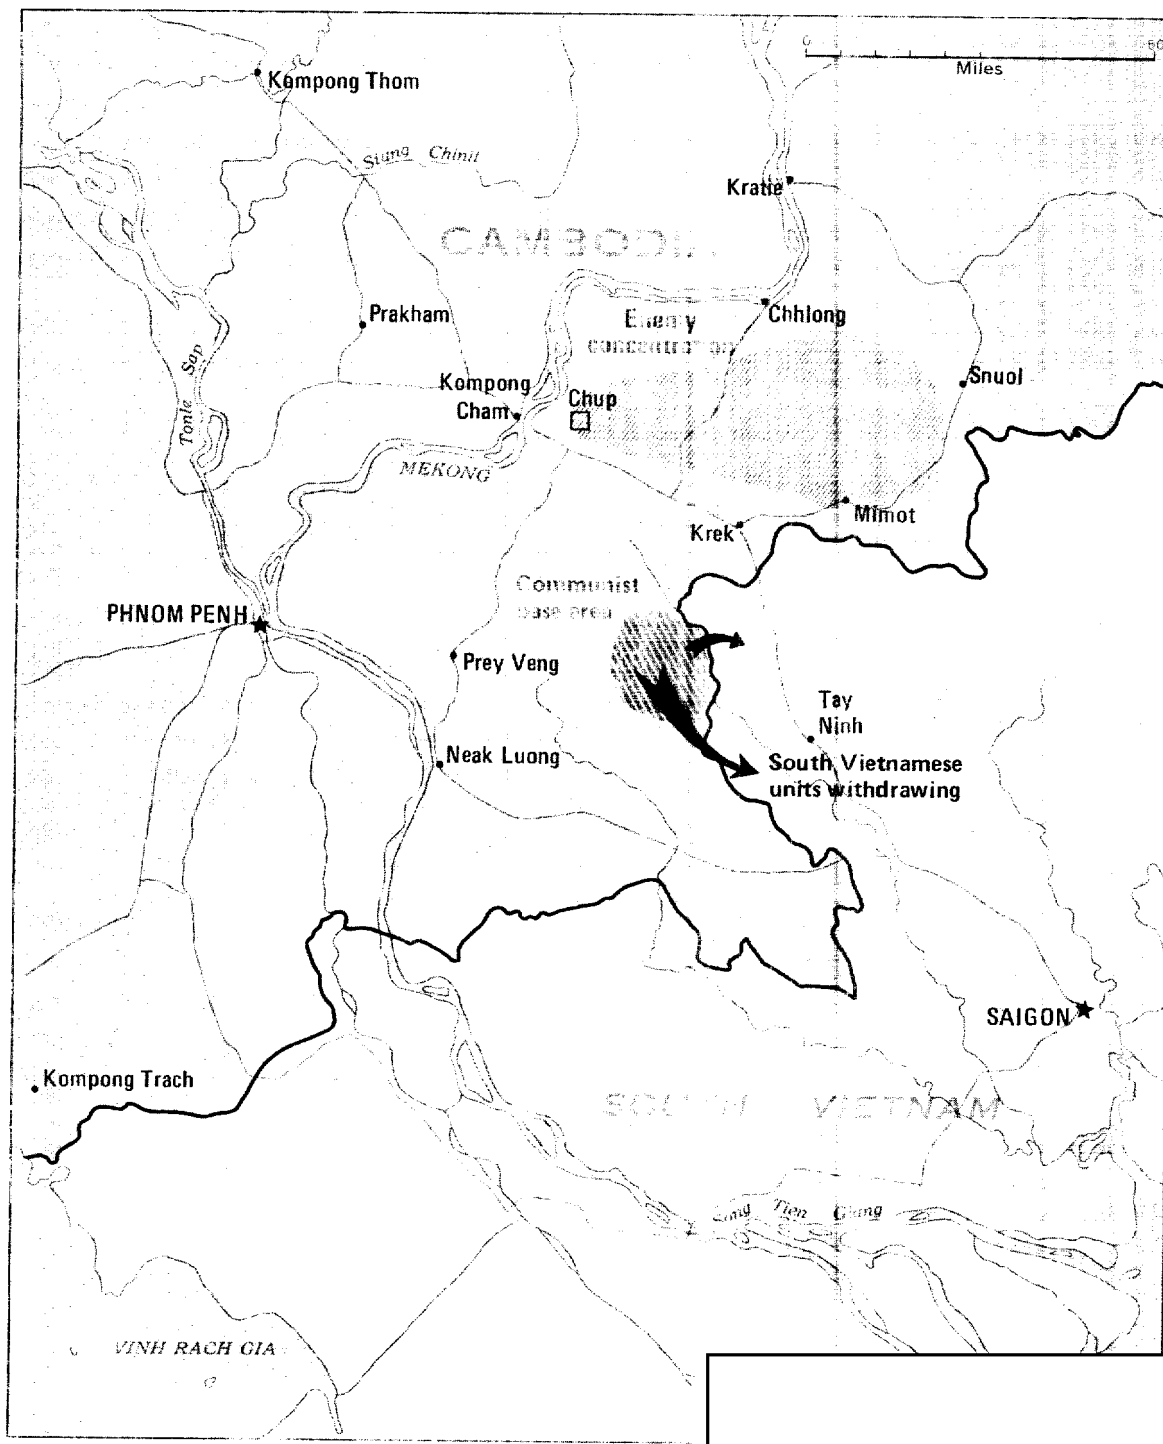 0 50
Miles
Kompong Thom
Stung Chinit
Kratie
CAMBODI
Prakham
Enemy
concentration
Chhlong
Tonle Sap
Kompong
Cham
Chup
Snuol
MEKONG
Mimot
Krek
Communist
base area
PHNOM PENH
Prey Veng
Tay
Ninh
Neak Luong
South Vietnamese
units withdrawing
SAIGON
Kompong Trach
SOUTH VIETNAM
Tien Giang
VINH RACH GIA